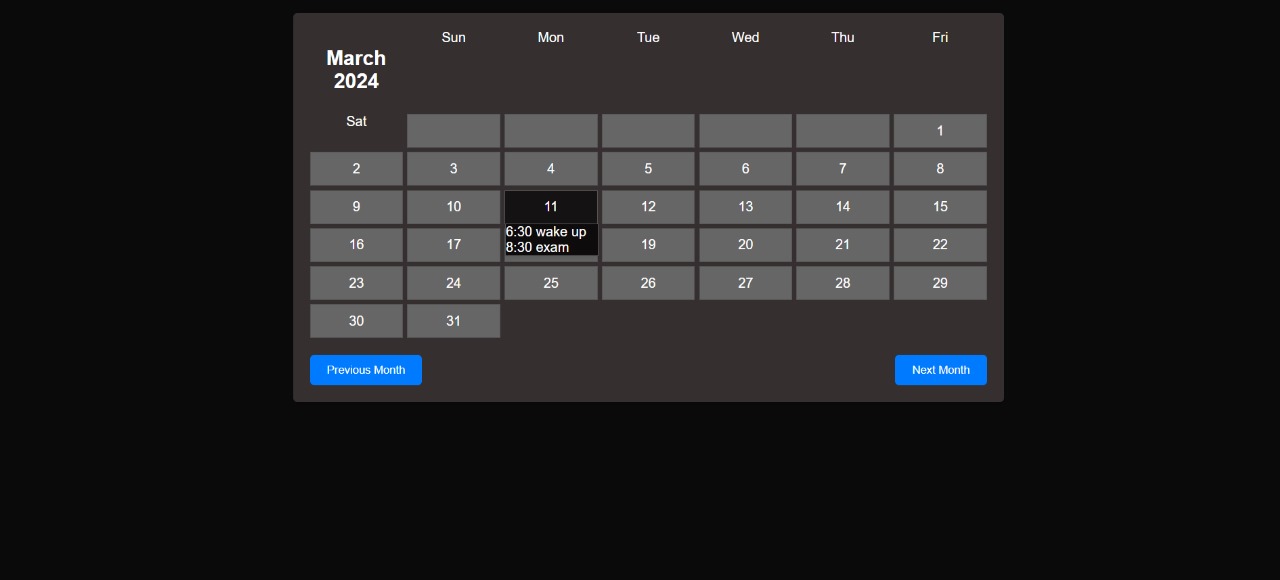 March
2024
Sun Mon Tue Wed Thu Fri
Sat 1
2 3 4 5 6 7 8
9 10 11 12 13 14 15
6:30 wake up
8:30 exam
16 17 19 20 21 22
23 24 25 26 27 28 29
30 31
Previous Month Next Month